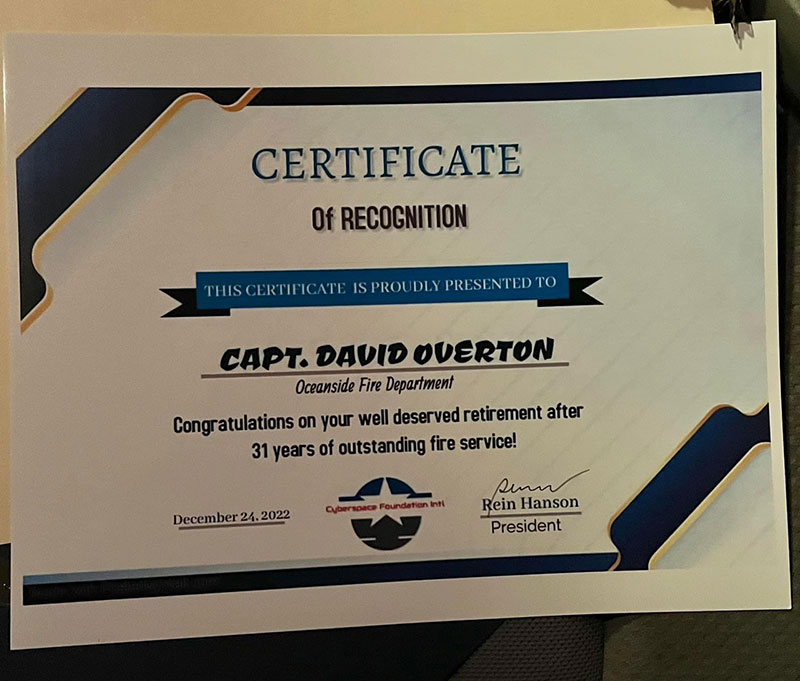 CERTIFICATE
Of RECOGNITION
THIS CERTIFICATE IS PROUDLY PRESENTED TO
CAPT. DAVID OVERTON
Oceanside Fire Department
Congratulations on your well deserved retirement after
31 years of outstanding fire service!
December 24, 2022
Cyberspace Foundation Intl
Rein Hanson
President